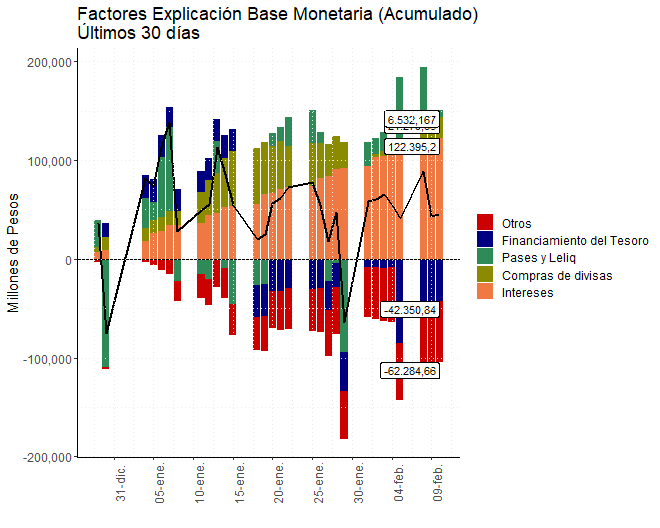 Factores Explicación Base Monetaria (Acumulado)
Últimos 30 días
Millones de Pesos
200,000
100,000
0
-100,000
-200,000
6.532,167
122.395,2
-42.350,84
-62.284,66
31-dic.
05-ene.
10-ene.
15-ene.
20-ene.
25-ene.
30-ene.
04-feb.
09-feb.
Otros
Financiamiento del Tesoro
Pases y Leliq
Compras de divisas
Intereses